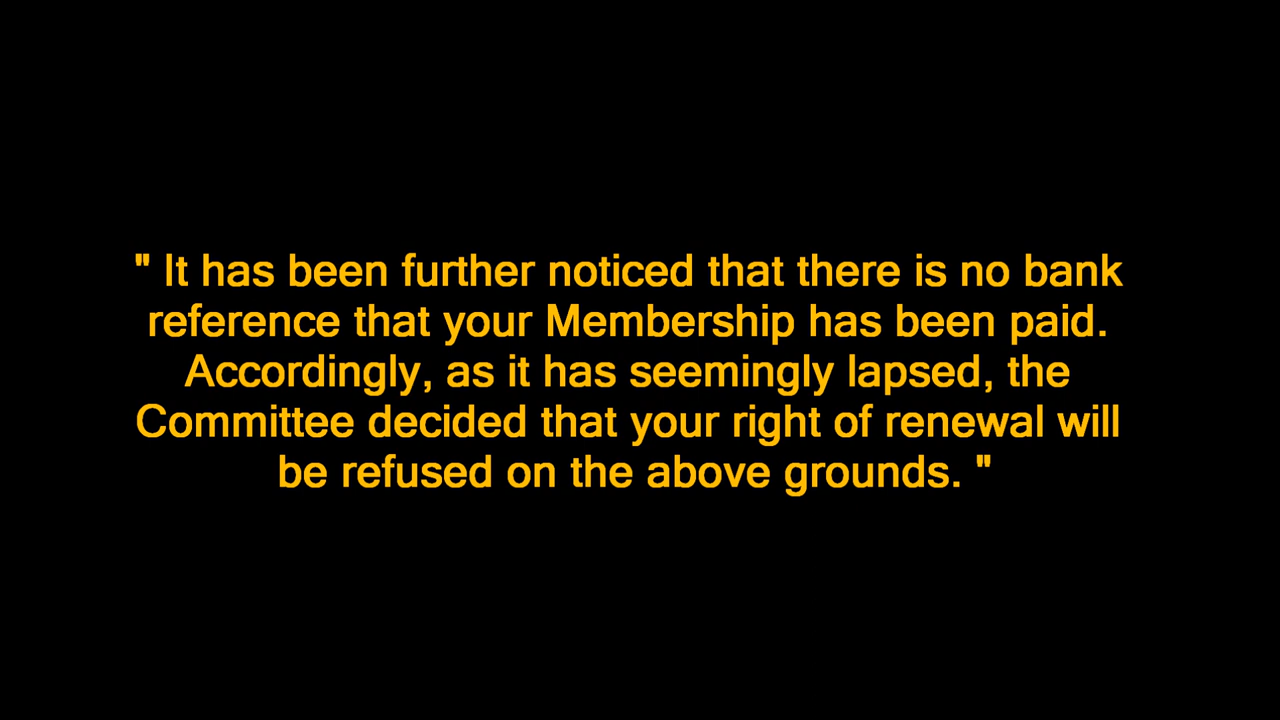 " It has been further noticed that there is no bank
reference that your Membership has been paid.
Accordingly, as it has seemingly lapsed, the
Committee decided that your right of renewal will
be refused on the above grounds. "